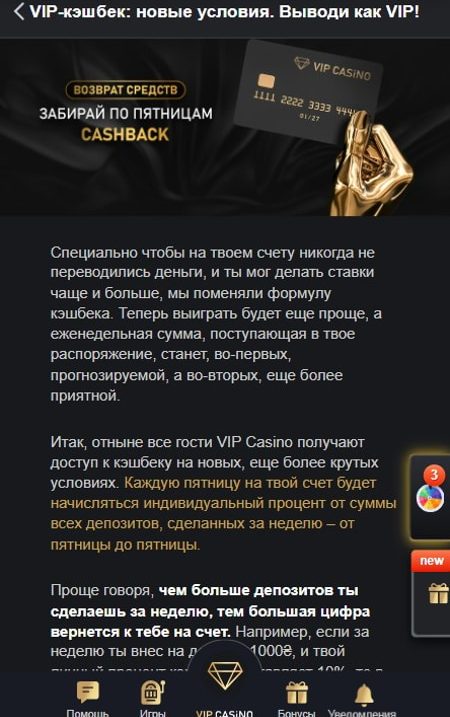 VIP-кэшбек: новые условия. Выводи как VIP!
ВОЗВРАТ СРЕДСТВ
ЗАБИРАЙ ПО ПЯТНИЦАМ
CASHBACK
VIP CASINO
1111 2222 3333
01/27
Специально чтобы на твоем счету никогда не
переводились деньги, и ты мог делать ставки
чаще и больше, мы поменяли формулу
кэшбека. Теперь выиграть будет еще проще, а
еженедельная сумма, поступающая в твое
распоряжение, станет, во-первых,
прогнозируемой, а во-вторых, еще более
приятной.
Итак, отныне все гости VIP Casino получают
доступ к кэшбеку на новых, еще более крутых
условиях. Каждую пятницу на твой счет будет
начисляться индивидуальный процент от суммы
всех депозитов, сделанных за неделю – от
пятницы до пятницы.
3
new
Проще говоря, чем больше депозитов ты
сделаешь за неделю, тем большая цифра
вернется к тебе на счет. Например, если за
неделю ты внес на 1000₴, и твой
Помощь
Игры
VIP CASINO
Бонусы
Уведомления